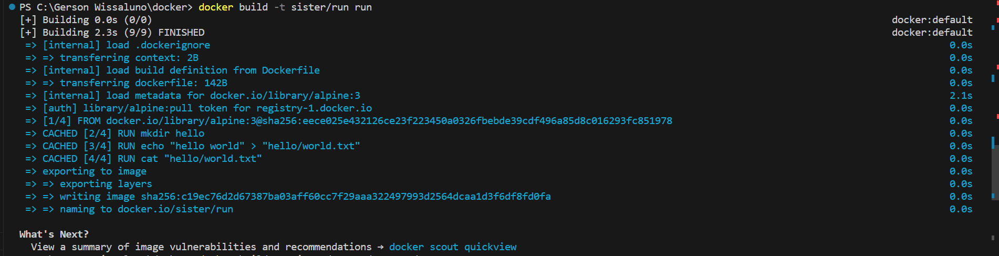 PS C:\Gerson Wissaluno\docker> docker build -t sister/run run
[+] Building 0.0s (0/0) docker:default
[+] Building 2.3s (9/9) FINISHED docker:default
=> [internal] load .dockerignore 0.0s
=> => transferring context: 2B 0.0s
=> [internal] load build definition from Dockerfile 0.0s
=> => transferring dockerfile: 142B 0.0s
=> [internal] load metadata for docker.io/library/alpine:3 2.1s
=> [auth] library/alpine:pull token for registry-1.docker.io 0.0s
=> [1/4] FROM docker.io/library/alpine:3@sha256:eece025e432126ce23f223450a0326fbebde39cdf496a85d8c016293fc851978 0.0s
=> CACHED [2/4] RUN mkdir hello 0.0s
=> CACHED [3/4] RUN echo "hello world" > "hello/world.txt" 0.0s
=> CACHED [4/4] RUN cat "hello/world.txt" 0.0s
=> exporting to image 0.0s
=> => exporting layers 0.0s
=> => writing image sha256:c19ec76d2d67387ba03aff60cc7f29aaa322497993d2564dcaa1d3f6df8fd0fa 0.0s
=> => naming to docker.io/sister/run 0.0s
What's Next?
View a summary of image vulnerabilities and recommendations → docker scout quickview